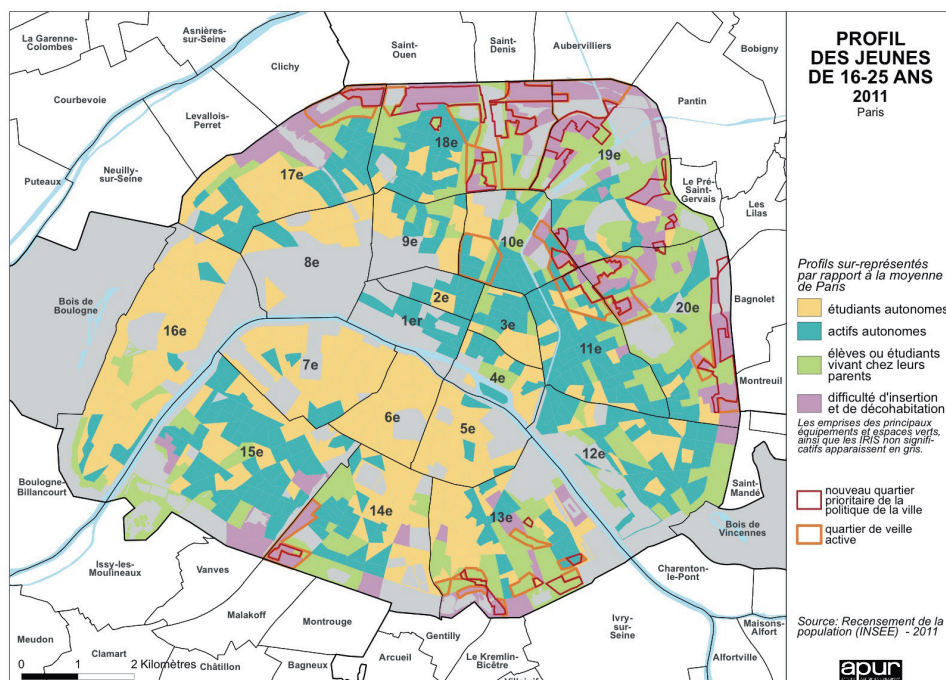 PROFIL
DES JEUNES
DE 16-25 ANS
2011
Paris
Profils sur-représentés
par rapport à la moyenne
de Paris
étudiants autonomes
actifs autonomes
élèves ou étudiants
vivant chez leurs
parents
difficulté d'insertion
et de décohabitation
Les emprises des principaux
équipements et espaces verts,
ainsi que les IRIS non signifi-
catifs apparaissent en gris.
nouveau quartier
prioritaire de la
politique de la ville
quartier de veille
active
Source: Recensement de la
population (INSEE) - 2011
apur
La Garenne-
Colombes
Asnières-
sur-Seine
Clichy
Saint-
Ouen
Saint-
Denis
Aubervilliers
Bobigny
Courbevoie
Levallois-
Perret
Pantin
Puteaux
Neuilly-
sur-Seine
Le Pré-
Saint-
Gervais
Les
Lilas
Bois de
Boulogne
Bagnolet
Montreuil
Saint-
Mandé
Bois de
Vincennes
Boulogne-
Billancourt
Issy-les-
Moulineaux
Vanves
Malakoff
Montrouge
Charenton-
le-Pont
Ivry-
sur-
Seine
Maisons-
Alfort
Meudon
Clamart
Châtillon
Bagneux
Arcueil
Gentilly
Le Kremlin-
Bicêtre
Alfortville
17e
18e
19e
8e
9e
10e
2e
1er
3e
20e
16e
7e
4e
11e
6e
5e
15e
12e
14e
13e
0 1 2 Kilomètres